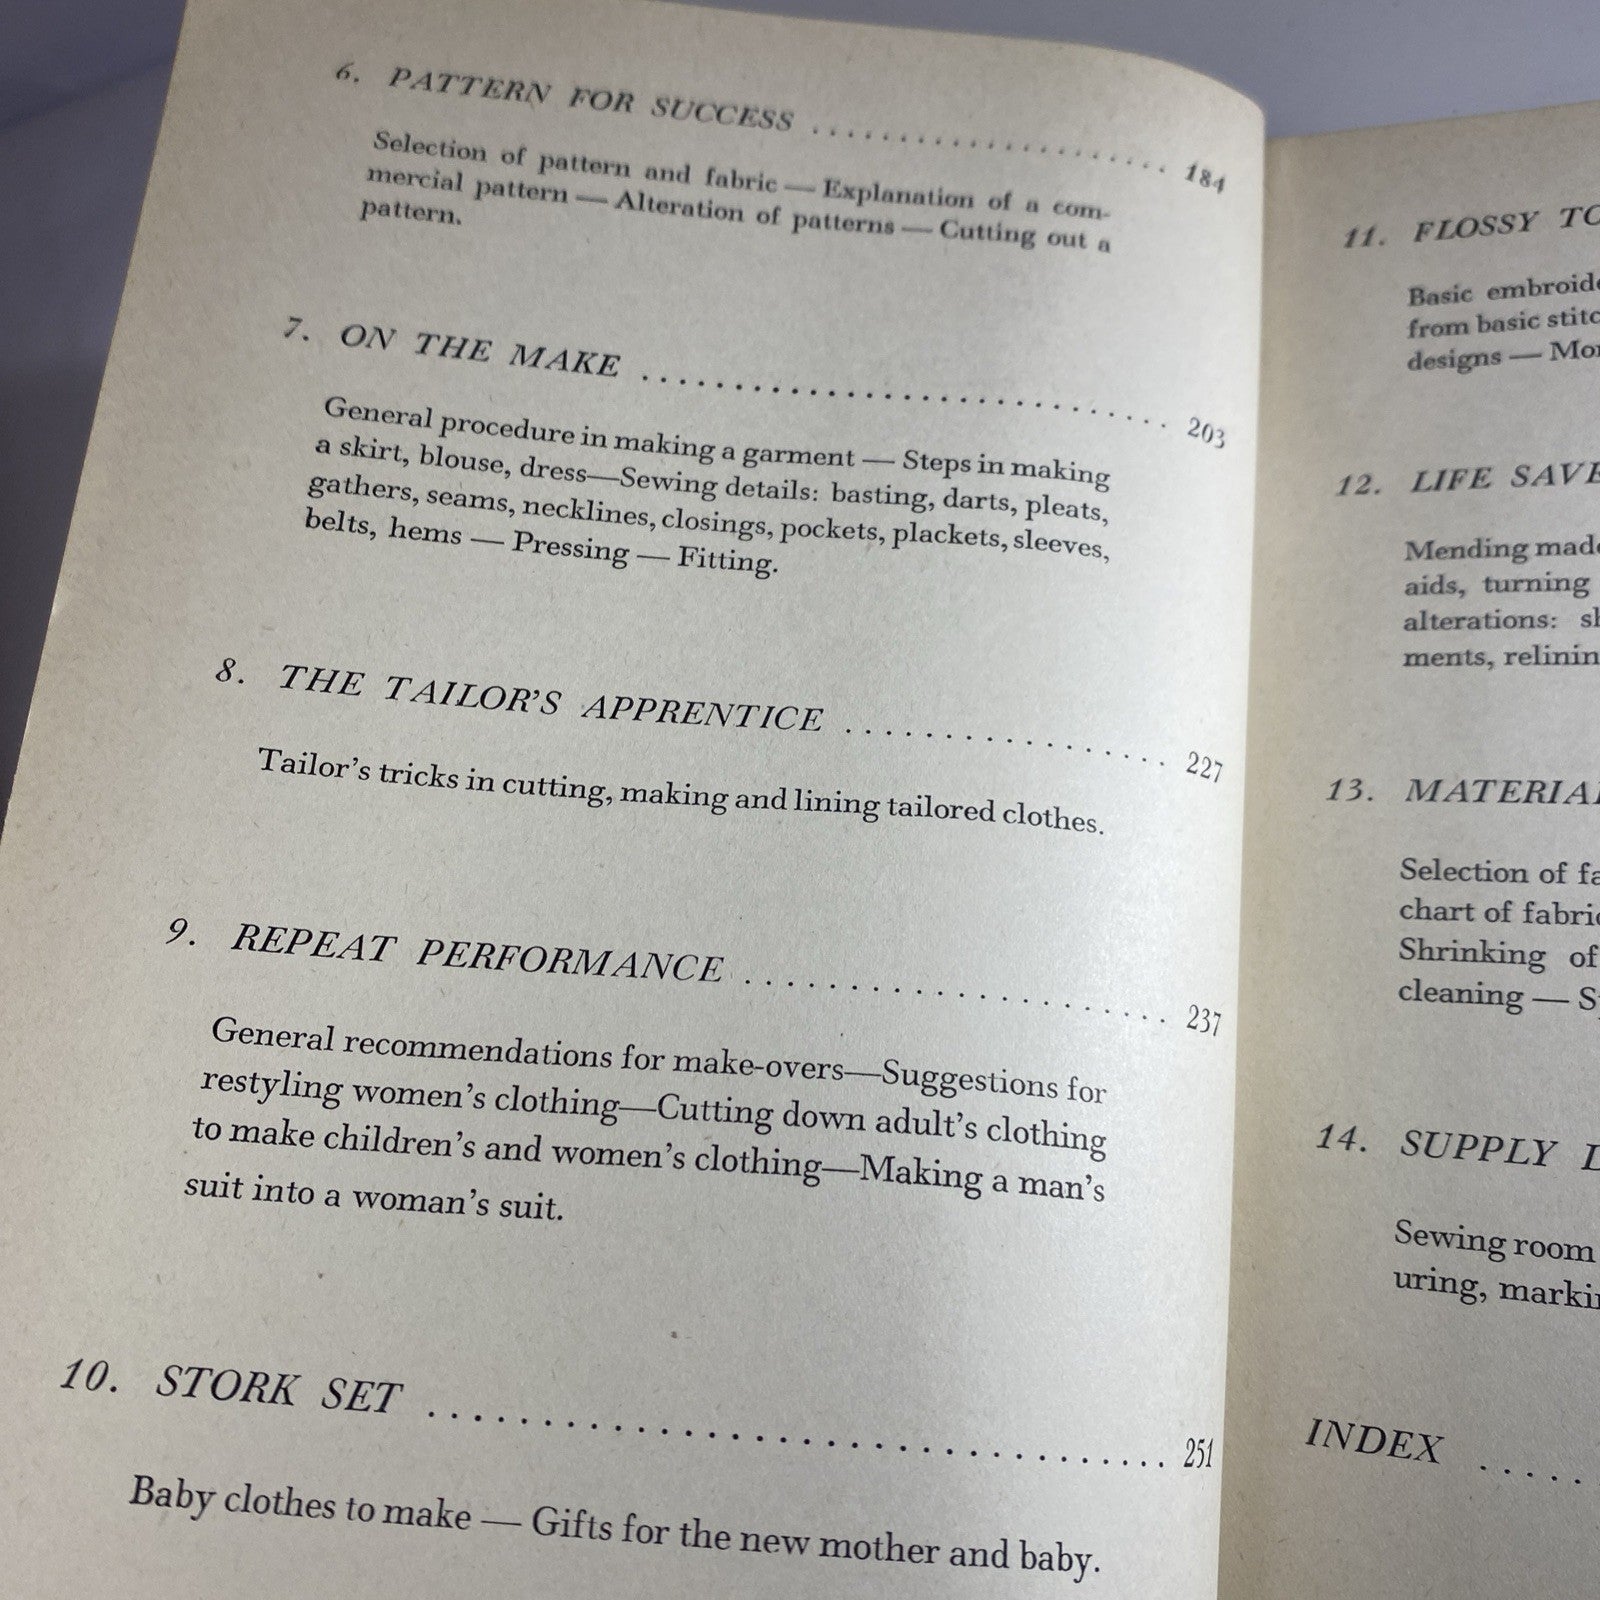 6. PATTERN FOR SUCCESS .................... 184
Selection of pattern and fabric — Explanation of a com-
mercial pattern — Alteration of patterns — Cutting out a
pattern.
7. ON THE MAKE .................... 203
General procedure in making a garment — Steps in making
a skirt, blouse, dress—Sewing details: basting, darts, pleats,
gathers, seams, necklines, closings, pockets, plackets, sleeves,
belts, hems — Pressing — Fitting.
8. THE TAILOR'S APPRENTICE .................... 227
Tailor's tricks in cutting, making and lining tailored clothes.
9. REPEAT PERFORMANCE .................... 237
General recommendations for make-overs—Suggestions for
restyling women's clothing—Cutting down adult's clothing
to make children's and women's clothing—Making a man's
suit into a woman's suit.
10. STORK SET .................... 251
Baby clothes to make — Gifts for the new mother and baby.
11. FLOSSY
Basic
from basic
designs —
12. LIFE
Mending
aids, turning
alterations:
ments,
13.
Selection of
chart of
Shrinking of
cleaning —
14. SUPPLY
Sewing room
uring,
INDEX .....